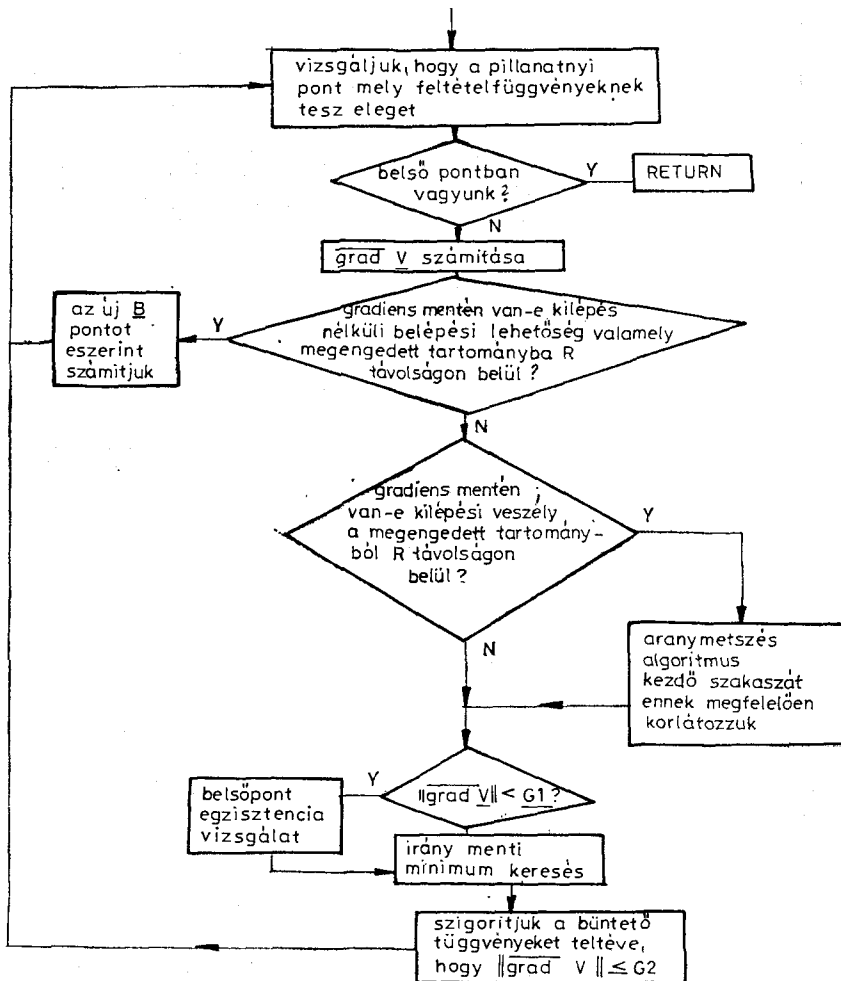 vizsgáljuk, hogy a pillanatnyi
pont mely feltételfüggvényeknek
tesz eleget
belső pontban
vagyunk?
Y
RETURN
N
grad V számítása
az új B
pontot
eszerint
számítjuk
Y
gradiens mentén van-e kilépés
nélküli belépési lehetőség valamely
megengedett tartományba R
távolságon belül ?
N
gradiens mentén
van-e kilépési veszély
a megengedett tartomány-
ból R távolságon
belül ?
Y
N
aranymetszés
algoritmus
kezdő szakaszát
ennek megfelelően
korlátozzuk
Y
||grad V|| < G1 ?
belsőpont
egzisztencia
vizsgálat
irány menti
minimum keresés
szigorítjuk a büntető
tüggvényeket teltéve,
hogy ||grad V || ≤ G2